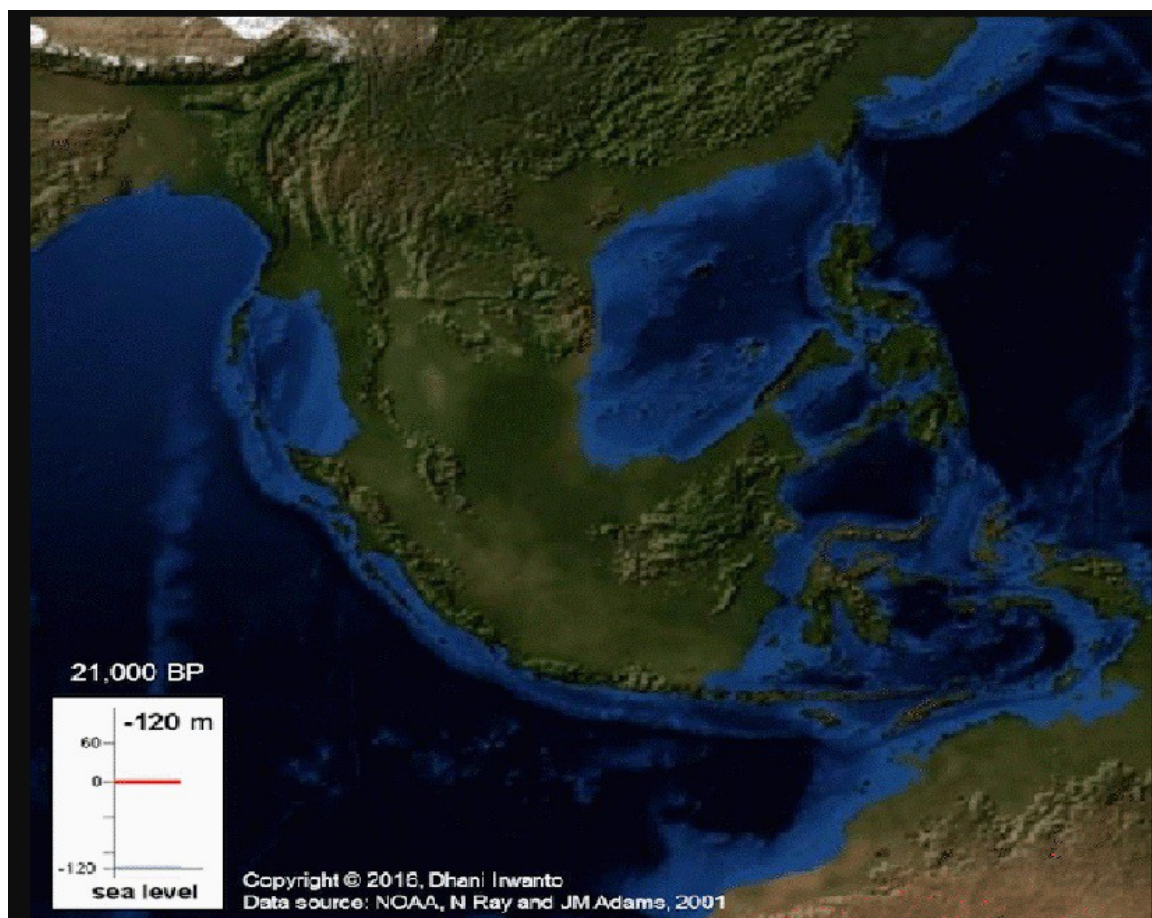 21,000 BP
-120 m
60
0
-120
sea level
Copyright © 2016, Dhani Irwanto
Data source: NOAA, N Ray and JM Adams, 2001